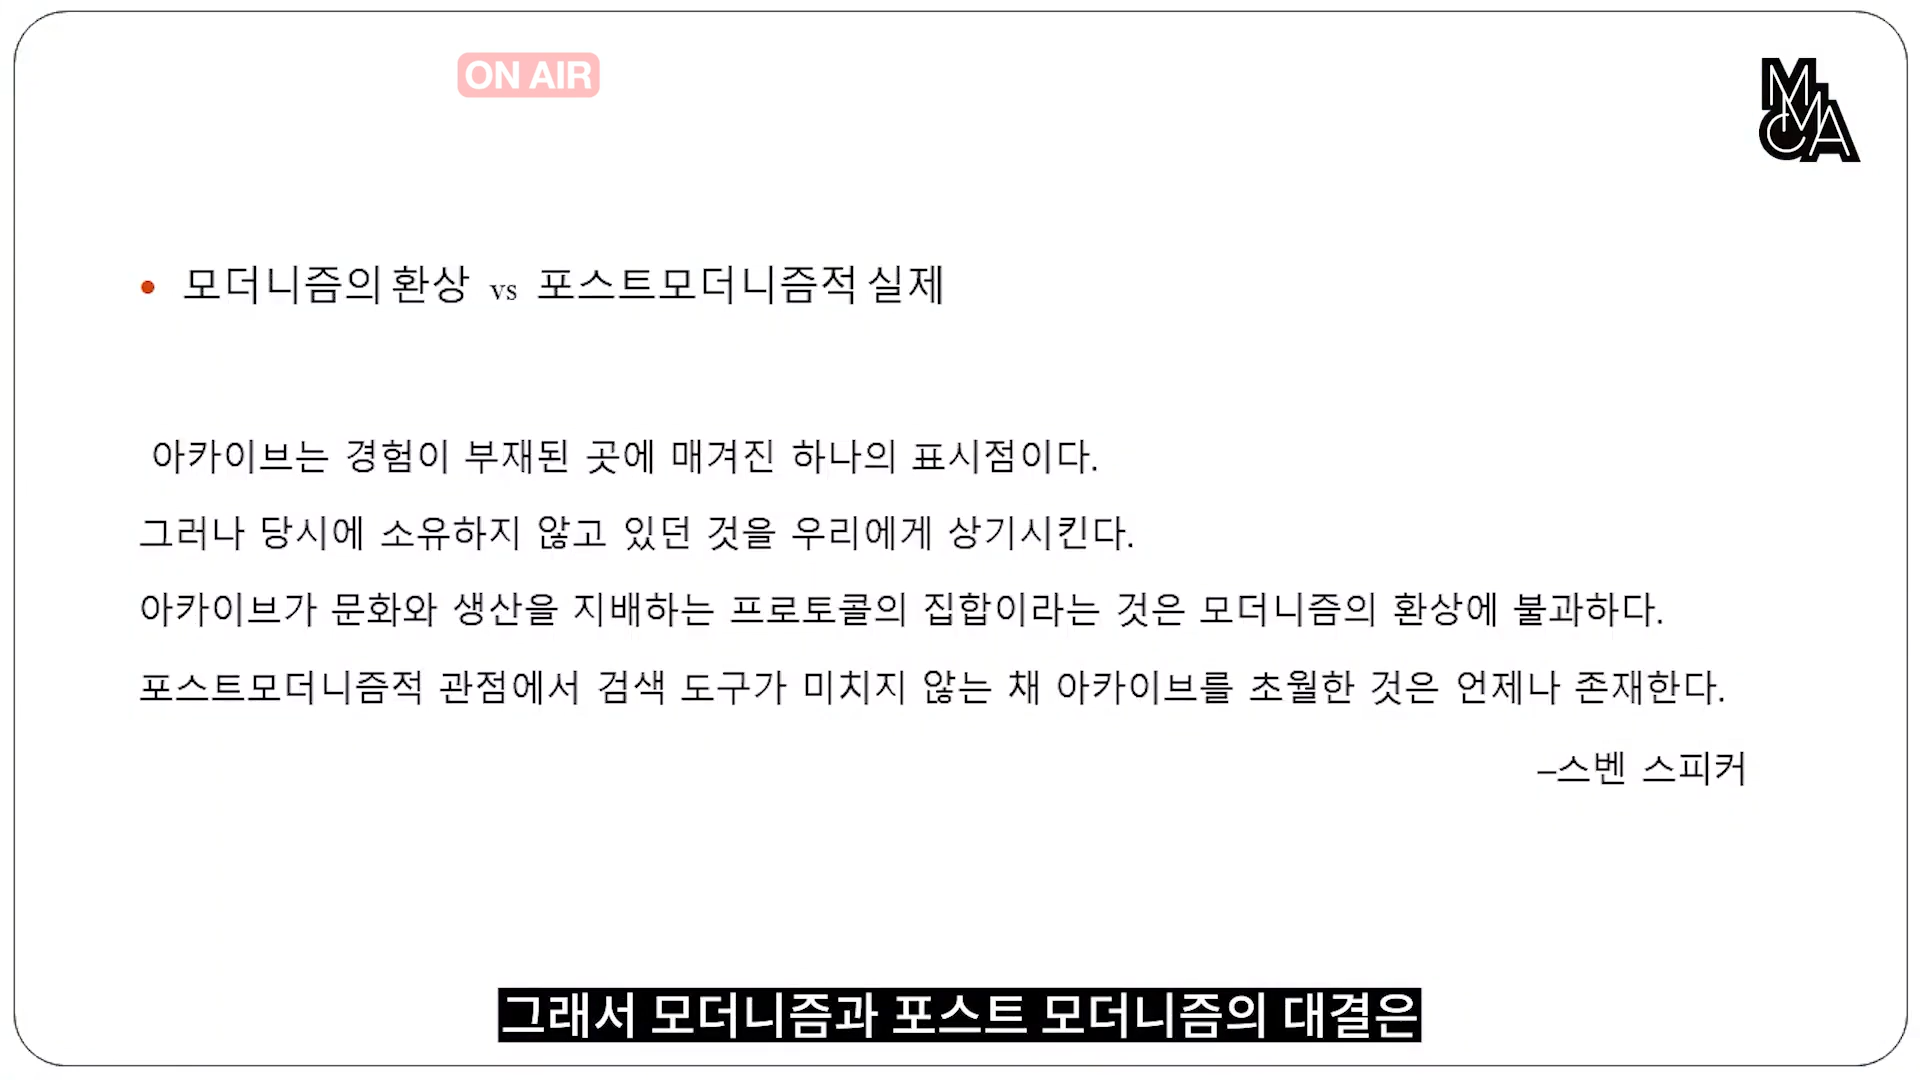 ON AIR
MMCA
모더니즘의 환상 vs 포스트모더니즘적 실제
아카이브는 경험이 부재된 곳에 매겨진 하나의 표시점이다.
그러나 당시에 소유하지 않고 있던 것을 우리에게 상기시킨다.
아카이브가 문화와 생산을 지배하는 프로토콜의 집합이라는 것은 모더니즘의 환상에 불과하다.
포스트모더니즘적 관점에서 검색 도구가 미치지 않는 채 아카이브를 초월한 것은 언제나 존재한다.
–스벤 스피커
그래서 모더니즘과 포스트 모더니즘의 대결은